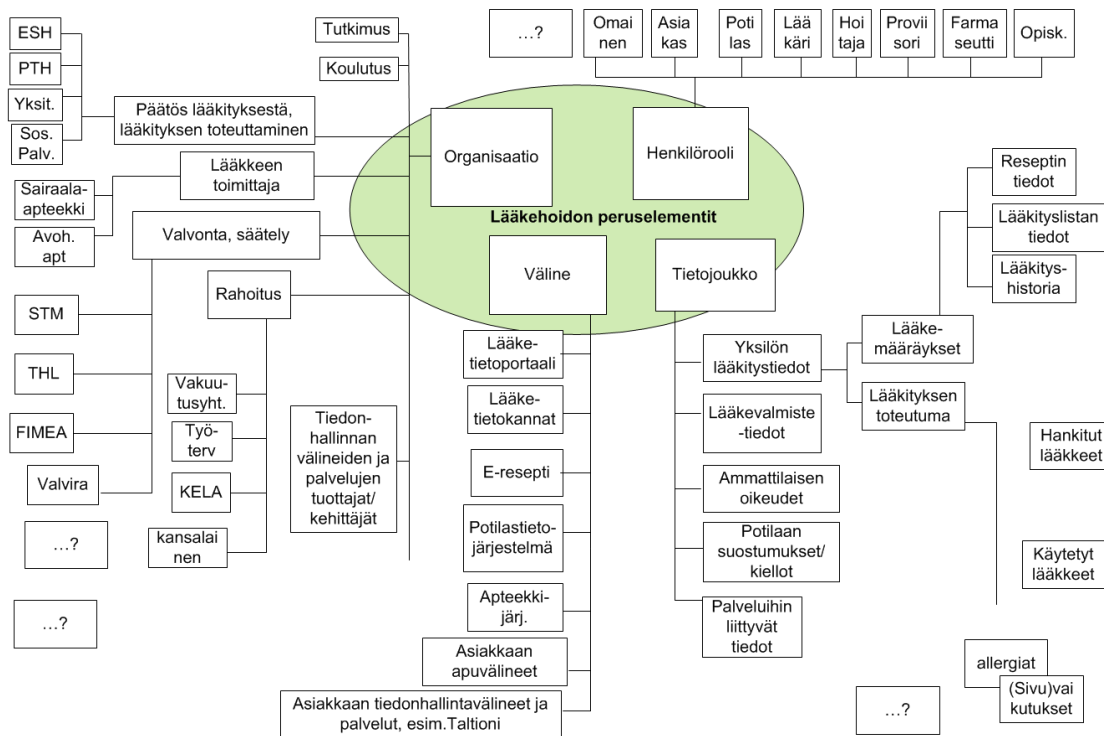 ESH
PTH
Yksit.
Sos.
Palv.
Päätös lääkityksestä,
lääkityksen toteuttaminen
Tutkimus
Koulutus
Lääkkeen
toimittaja
Sairaala-
apteekki
Avoh.
apt
Valvonta, säätely
STM
THL
FIMEA
Valvira
…?
…?
Rahoitus
Vakuu-
tusyht.
Työ-
terv
KELA
kansalai
nen
Tiedon-
hallinnan
välineiden ja
palvelujen
tuottajat/
kehittäjät
…?
Omai
nen
Asia
kas
Poti
las
Lää
käri
Hoi
taja
Provii
sori
Farma
seutti
Opisk.
Organisaatio
Henkilörooli
Lääkehoidon peruselementit
Väline
Tietojoukko
Lääke-
tietoportaali
Lääke-
tietokannat
E-resepti
Potilastieto-
järjestelmä
Apteekki-
järj.
Asiakkaan
apuvälineet
Asiakkaan tiedonhallintavälineet ja
palvelut, esim.Taltioni
Yksilön
lääkitystiedot
Lääkevalmiste
-tiedot
Ammattilaisen
oikeudet
Potilaan
suostumukset/
kiellot
Palveluihin
liittyvät
tiedot
Lääke-
määräykset
Lääkityksen
toteutuma
Reseptin
tiedot
Lääkityslistan
tiedot
Lääkitys-
historia
Hankitut
lääkkeet
Käytetyt
lääkkeet
allergiat
(Sivu)vai
kutukset
…?